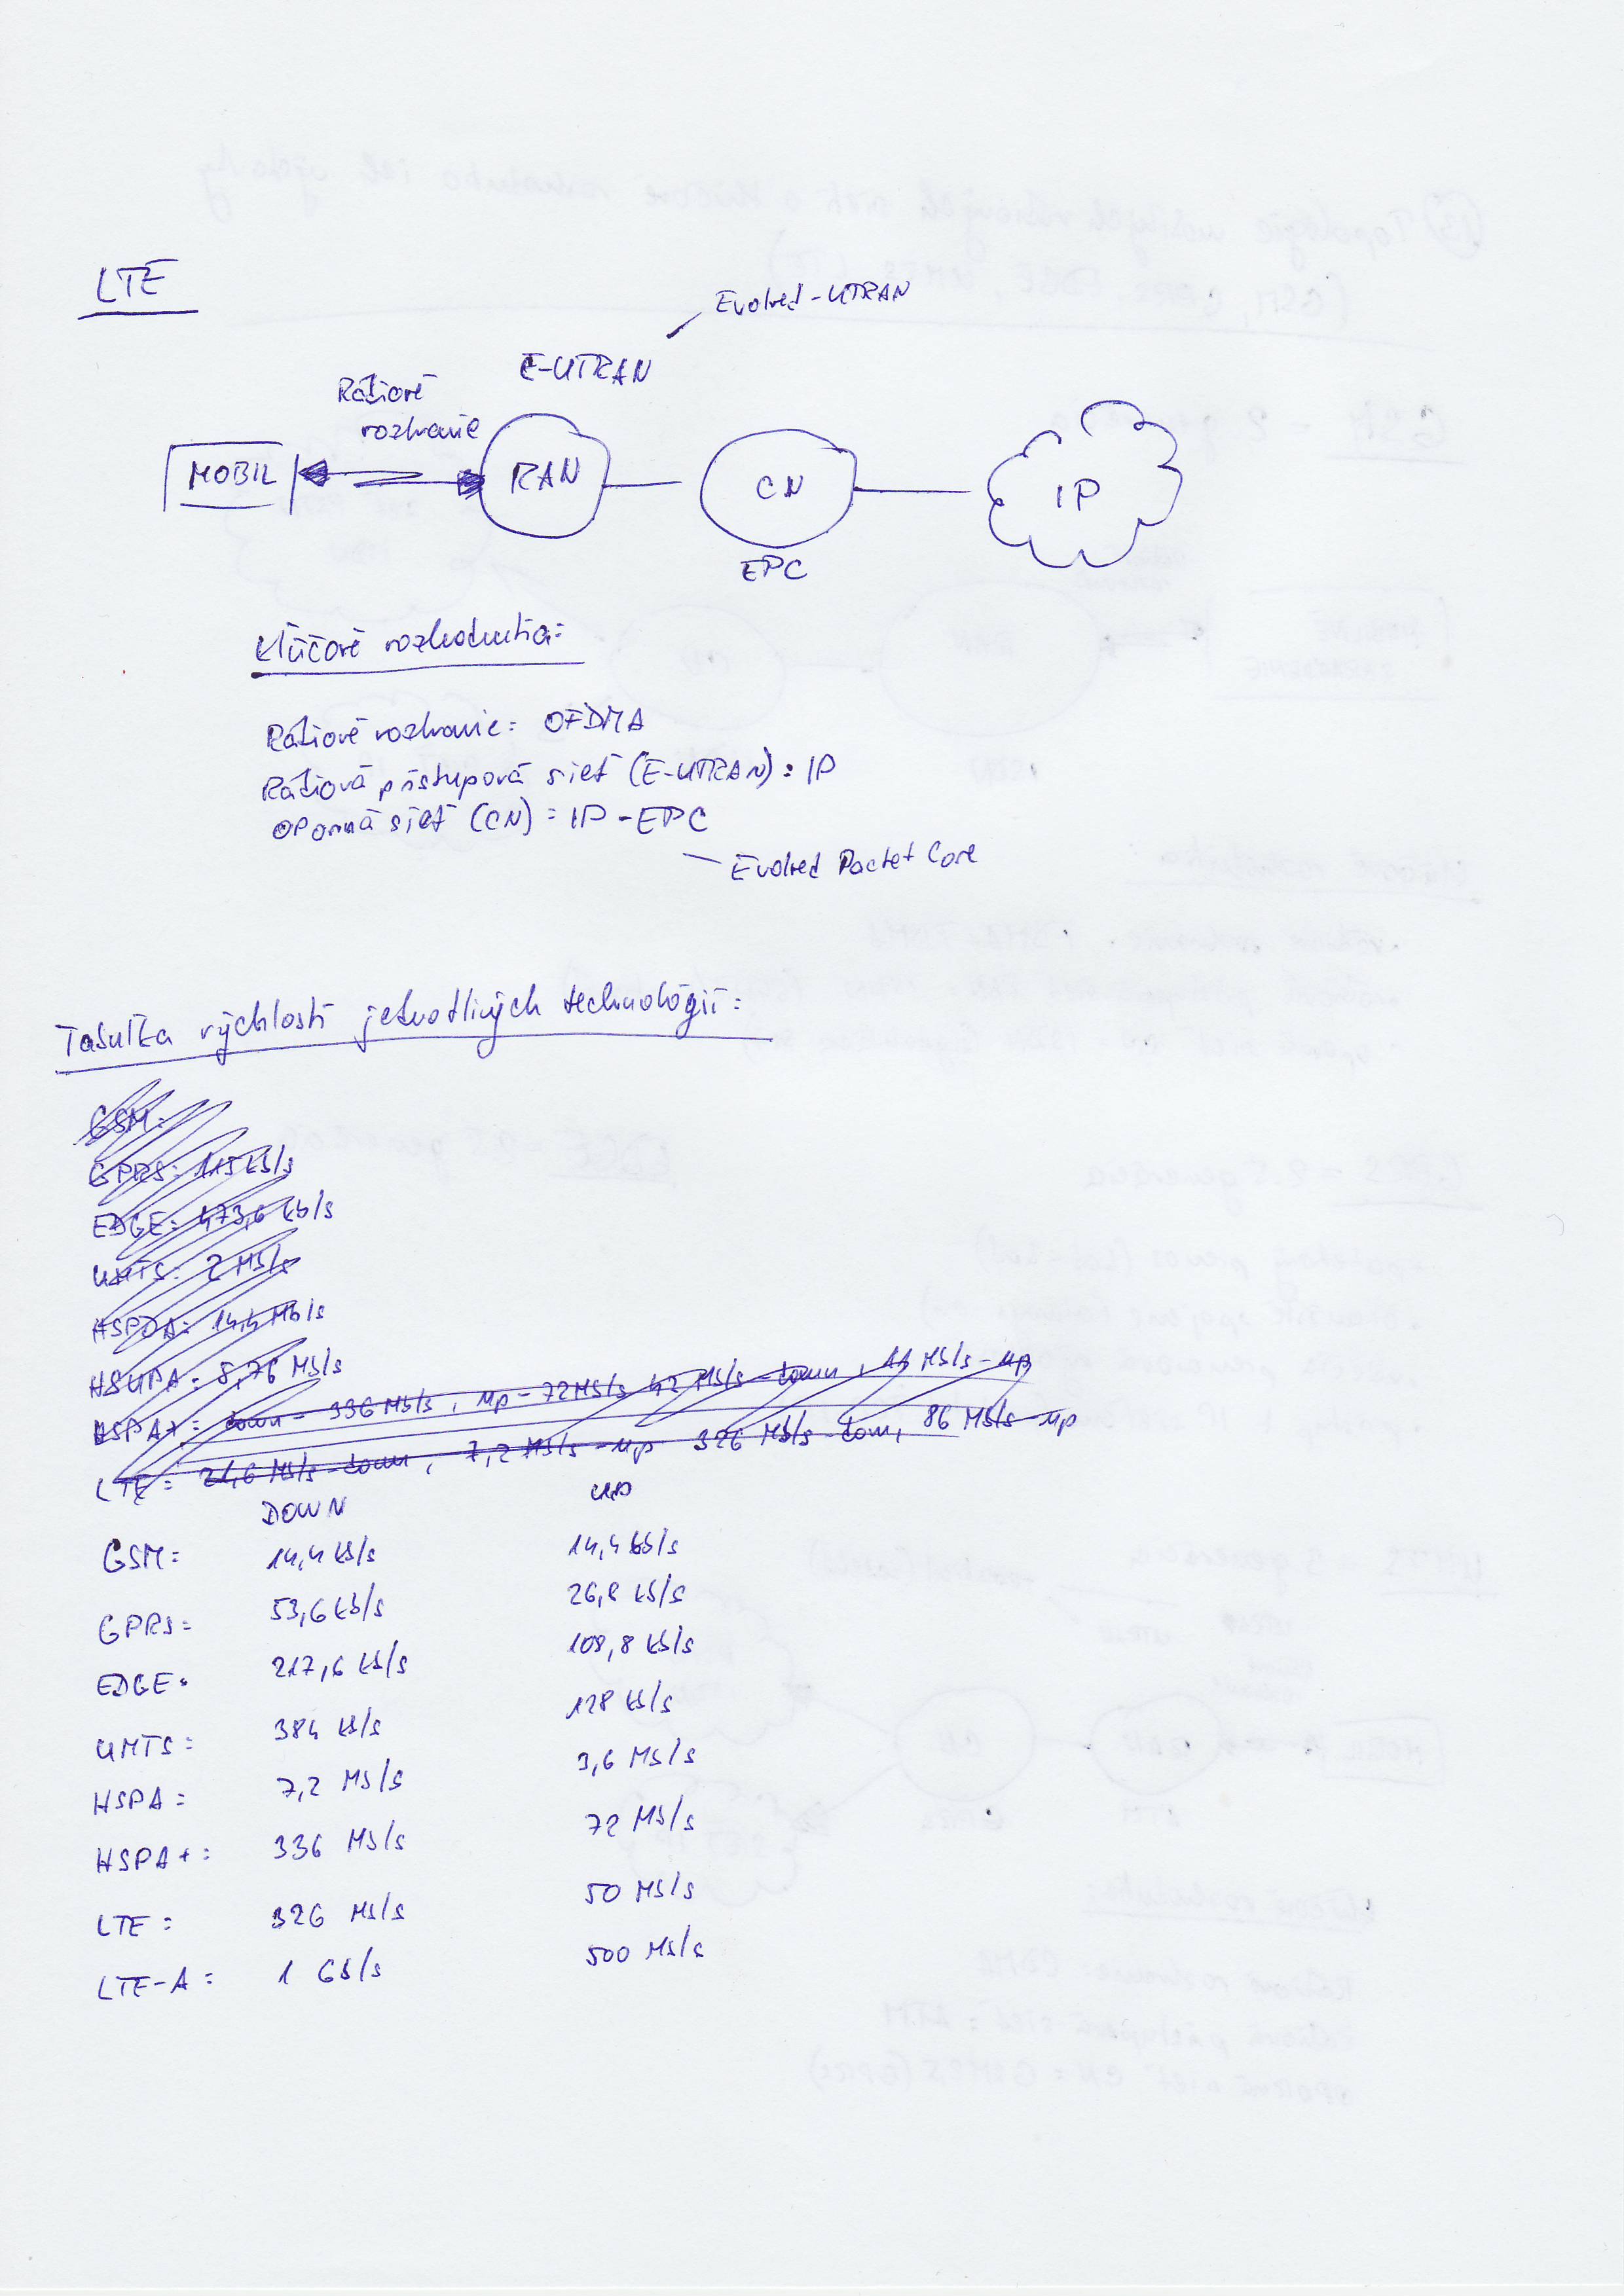 LTE
Evolved-UTRAN
E-UTRAN
Rádiové
rozhranie
MOBIL
RAN
CN
IP
EPC
Kľúčové rozhodnutia:
Rádiové rozhranie: OFDMA
Rádiová prístupová sieť (E-UTRAN): IP
OPorná sieť (CN) = IP - EPC
Evolved Packet Core
Tabuľka rýchlostí jednotlivých technológií:
GSM:
GPRS: 115 kb/s
EDGE: 473,6 kb/s
UMTS: 2 Mb/s
HSPDA: 14,4 Mb/s
HSUPA: 5,76 Mb/s
HSPA+: down - 336 Mb/s, up - 72 Mb/s 42 Mb/s - down, 11 Mb/s - up
LTE: 21,6 Mb/s - down, 7,2 Mb/s - up 326 Mb/s - down, 86 Mb/s - up
DOWN UP
GSM: 14,4 kb/s 14,4 kb/s
GPRS: 53,6 kb/s 26,8 kb/s
EDGE: 217,6 kb/s 108,8 kb/s
UMTS: 384 kb/s 128 kb/s
HSPA: 7,2 Mb/s 3,6 Mb/s
HSPA+: 336 Mb/s 72 Mb/s
LTE: 326 Mb/s 50 Mb/s
LTE-A: 1 Gb/s 500 Mb/s